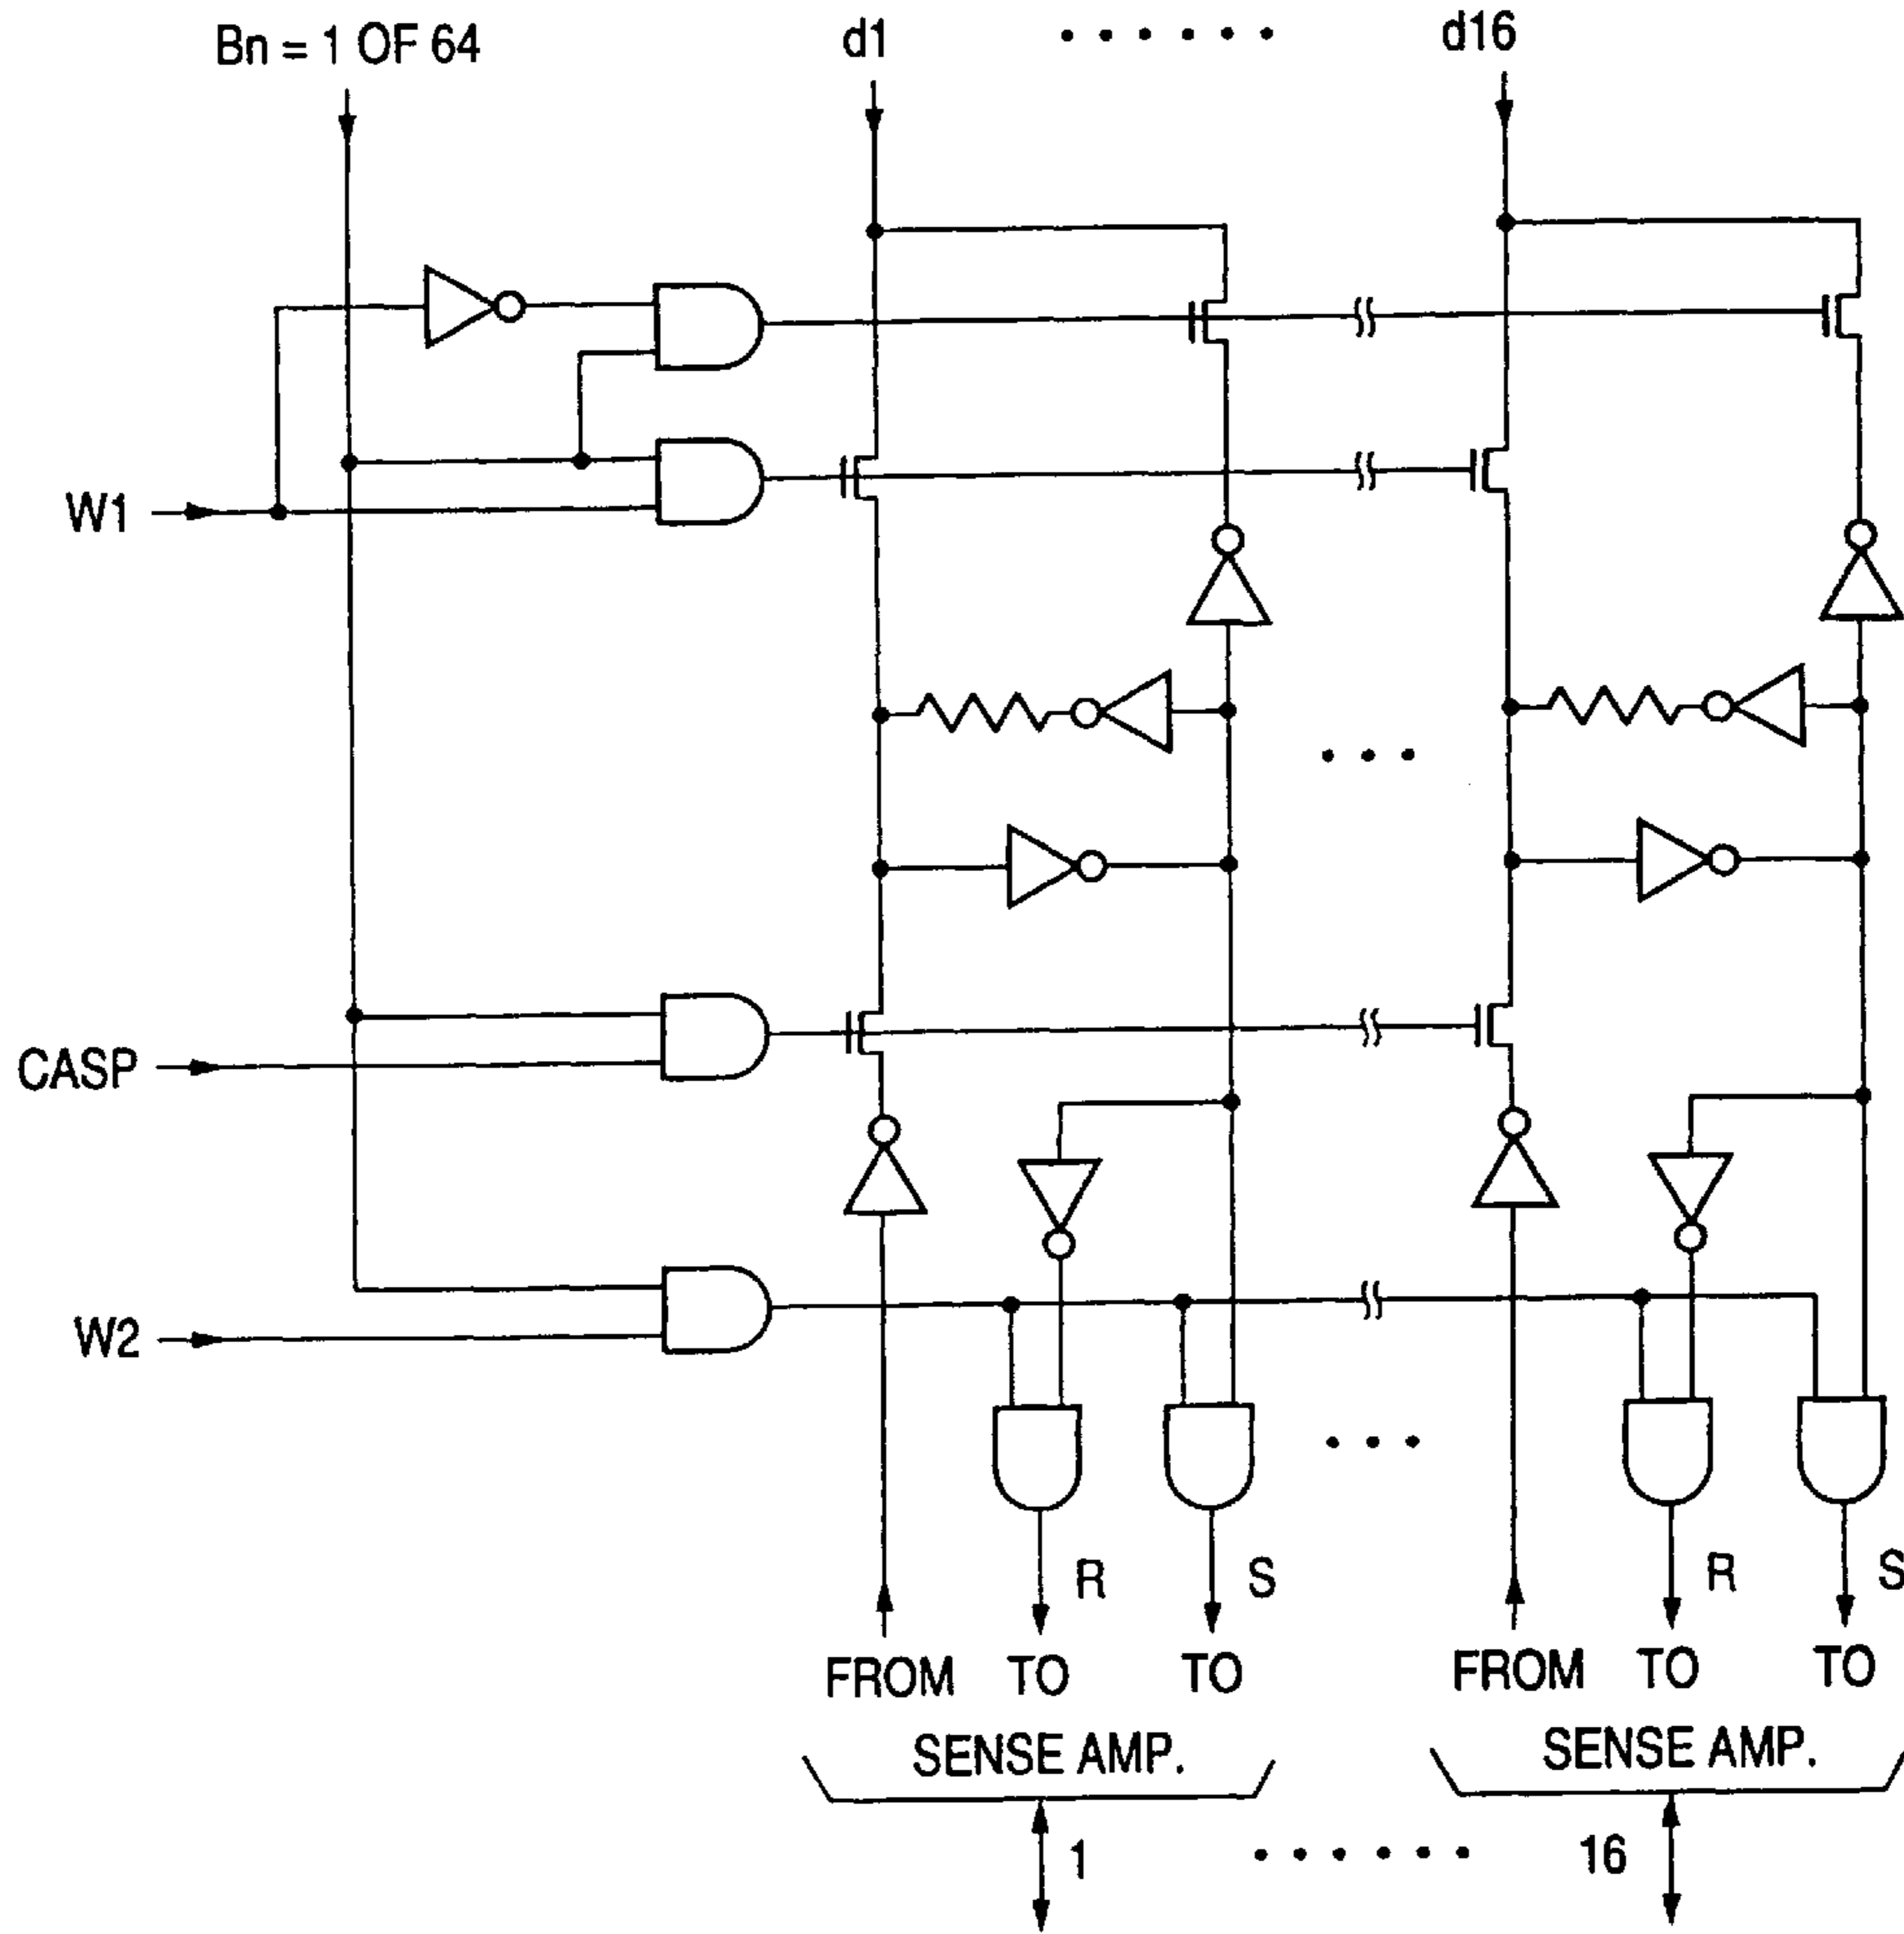 Bn = 1 OF 64
d1
d16
W1
CASP
W2
R
S
R
S
FROM TO TO
FROM TO TO
SENSE AMP.
SENSE AMP.
1
16